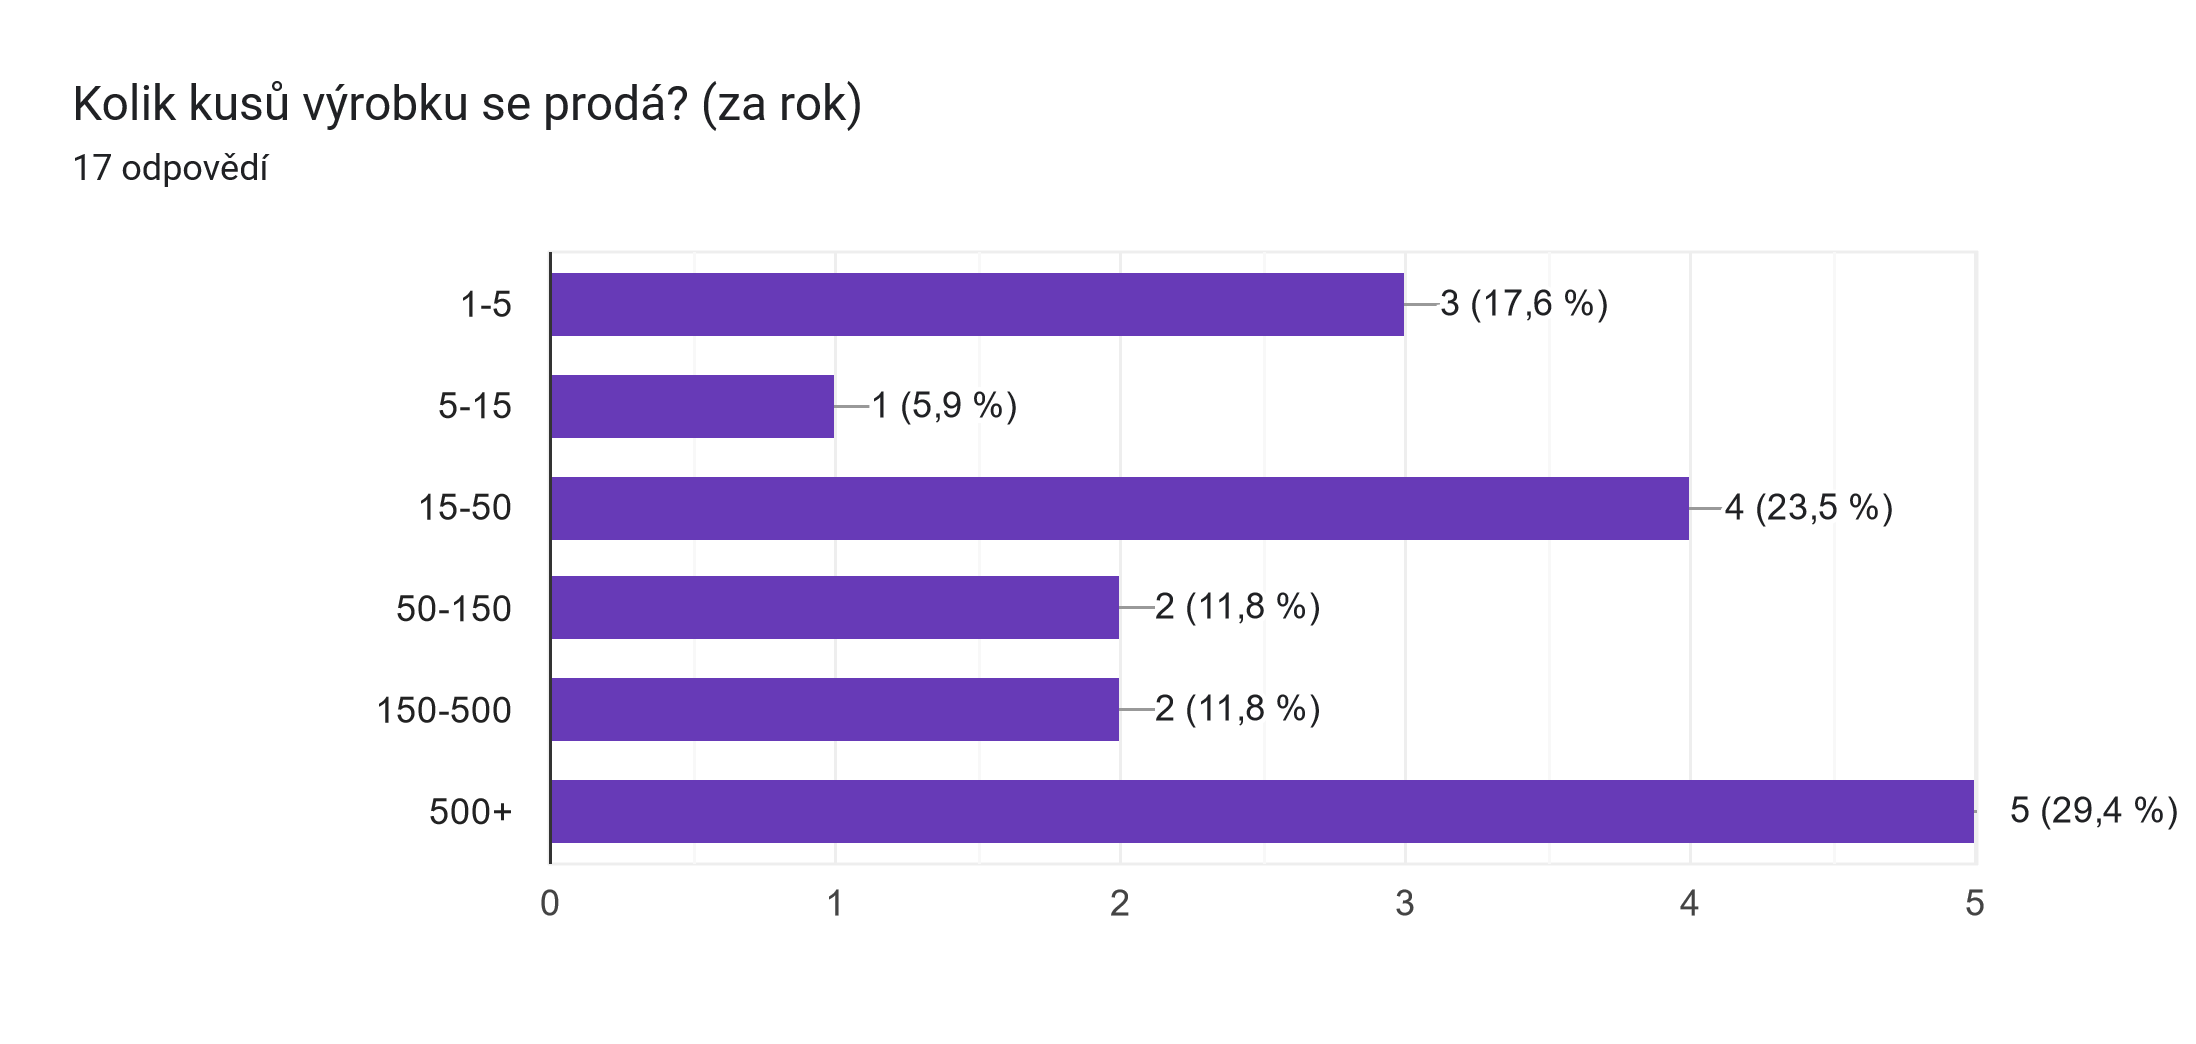 Kolik kusů výrobku se prodá? (za rok)
17 odpovědí
1-5
3 (17,6 %)
5-15
1 (5,9 %)
15-50
4 (23,5 %)
50-150
2 (11,8 %)
150-500
2 (11,8 %)
500+
5 (29,4 %)
0 1 2 3 4 5